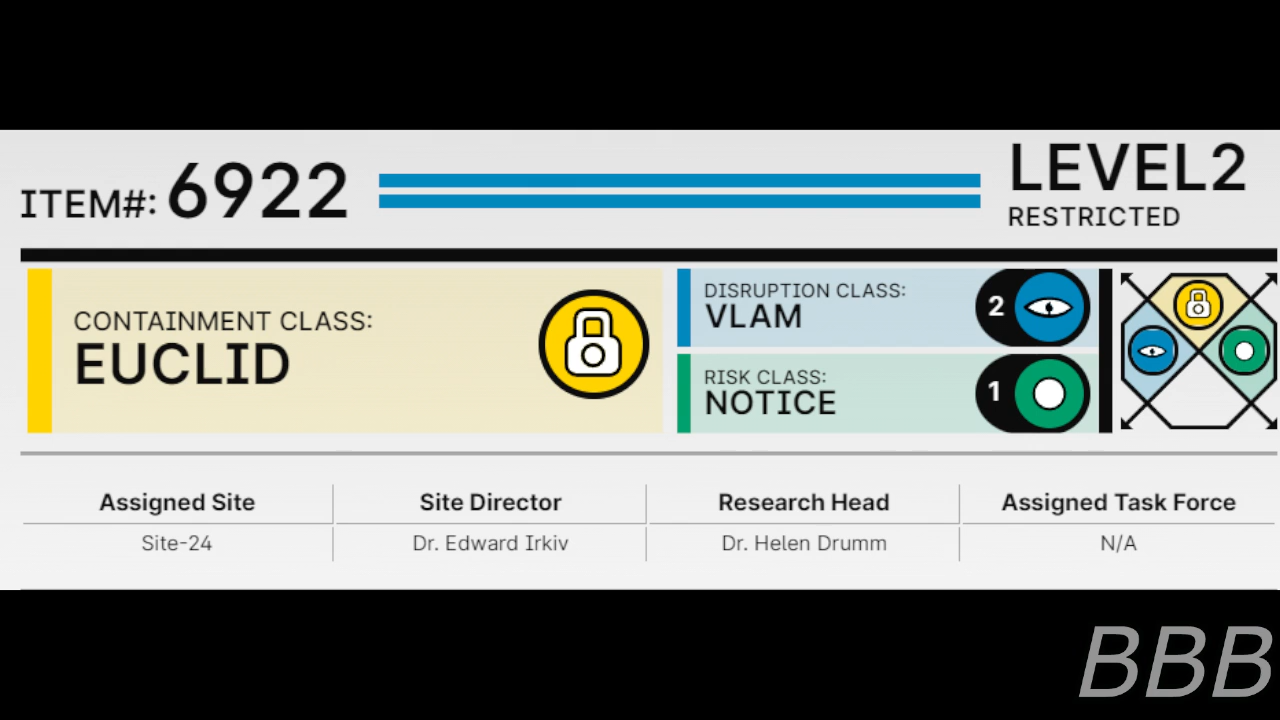 ITEM#: 6922
LEVEL2
RESTRICTED
CONTAINMENT CLASS:
EUCLID
DISRUPTION CLASS:
VLAM
2
RISK CLASS:
NOTICE
1
Assigned Site
Site Director
Research Head
Assigned Task Force
Site-24
Dr. Edward Irkiv
Dr. Helen Drumm
N/A
BBB